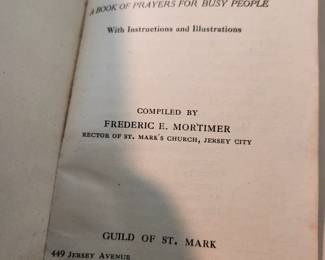 A BOOK OF PRAYERS FOR BUSY PEOPLE
With Instructions and Illustrations
COMPILED BY
FREDERIC E. MORTIMER
RECTOR OF ST. MARK'S CHURCH, JERSEY CITY
GUILD OF ST. MARK
449 JERSEY AVENUE